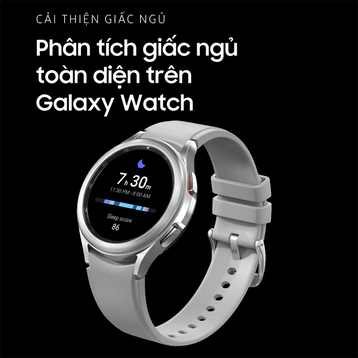 CẢI THIỆN GIẤC NGỦ
Phân tích giấc ngủ
toàn diện trên
Galaxy Watch
7h 30m
Sleep score
86